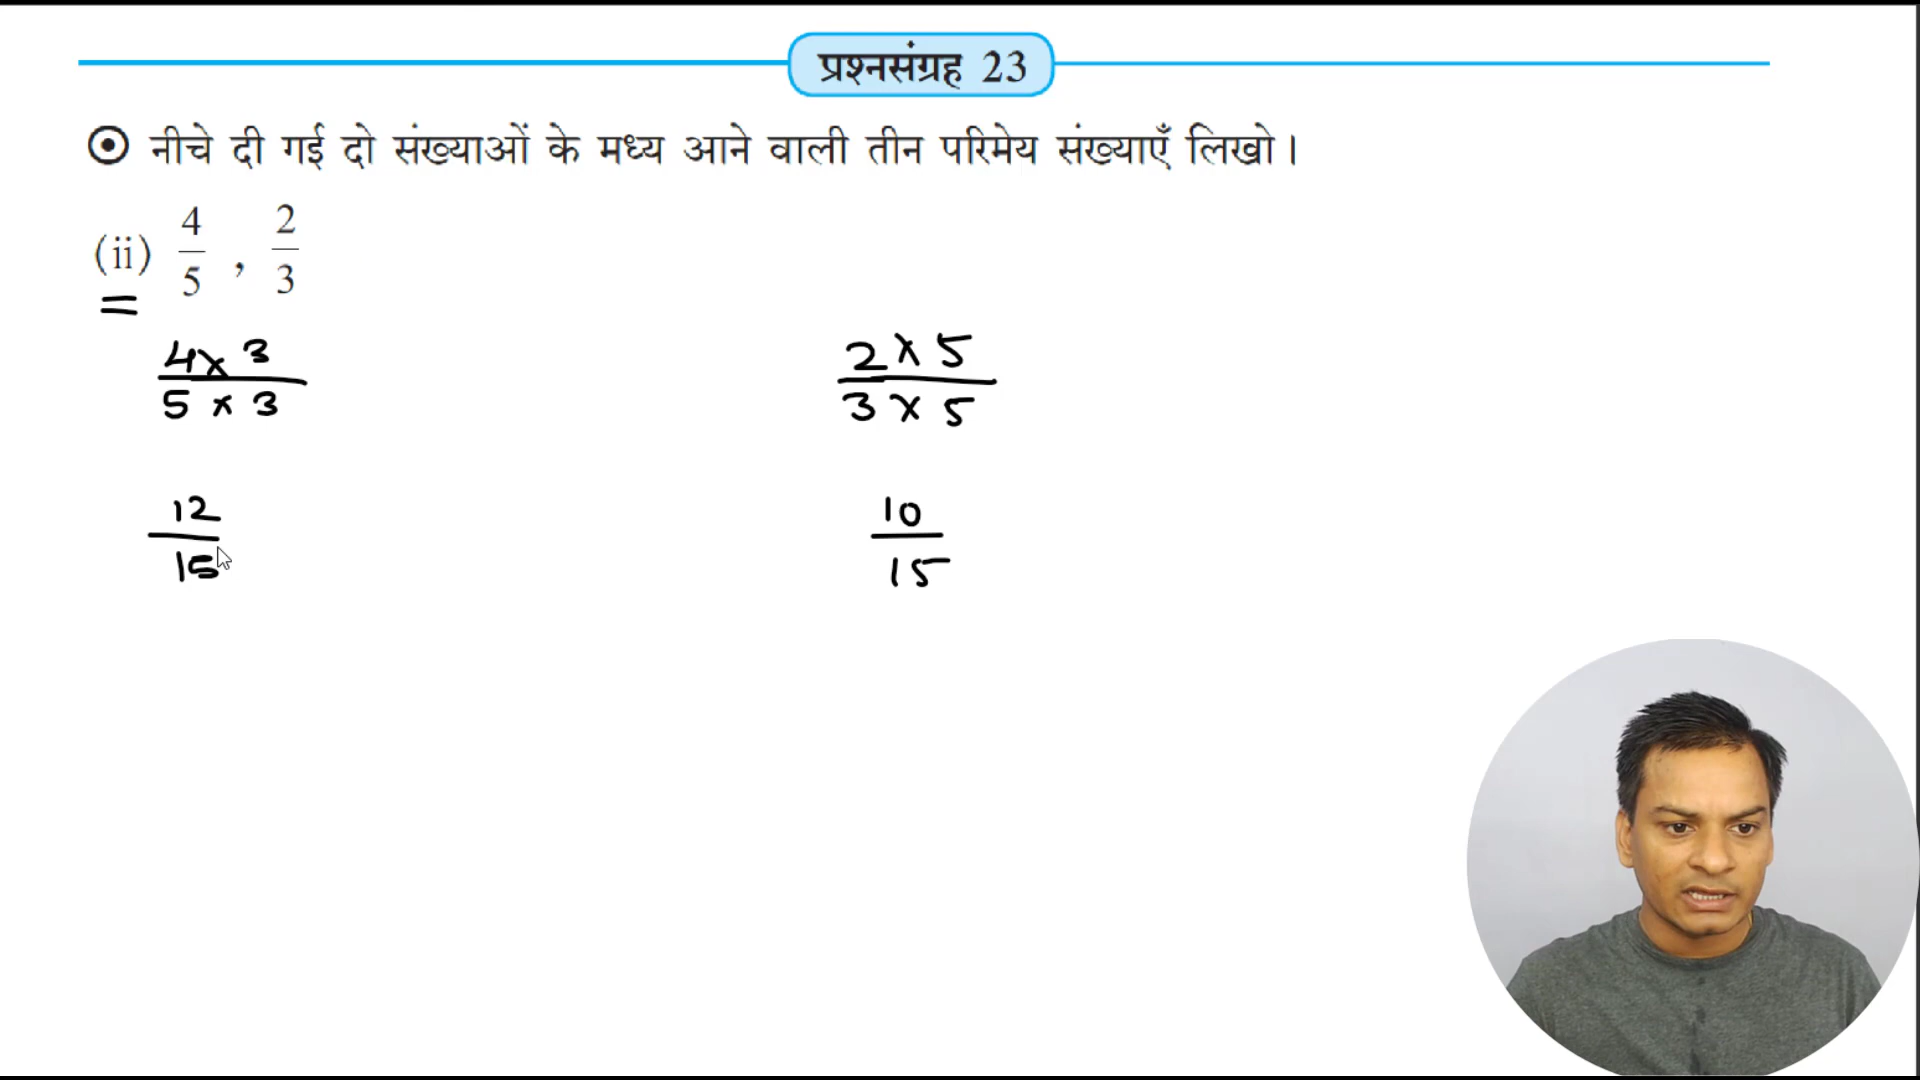 प्रश्नसंग्रह 23
नीचे दी गई दो संख्याओं के मध्य आने वाली तीन परिमेय संख्याएँ लिखो।
(ii) 4/5 , 2/3
=
4 × 3 / 5 × 3
2 × 5 / 3 × 5
12/15
10/15